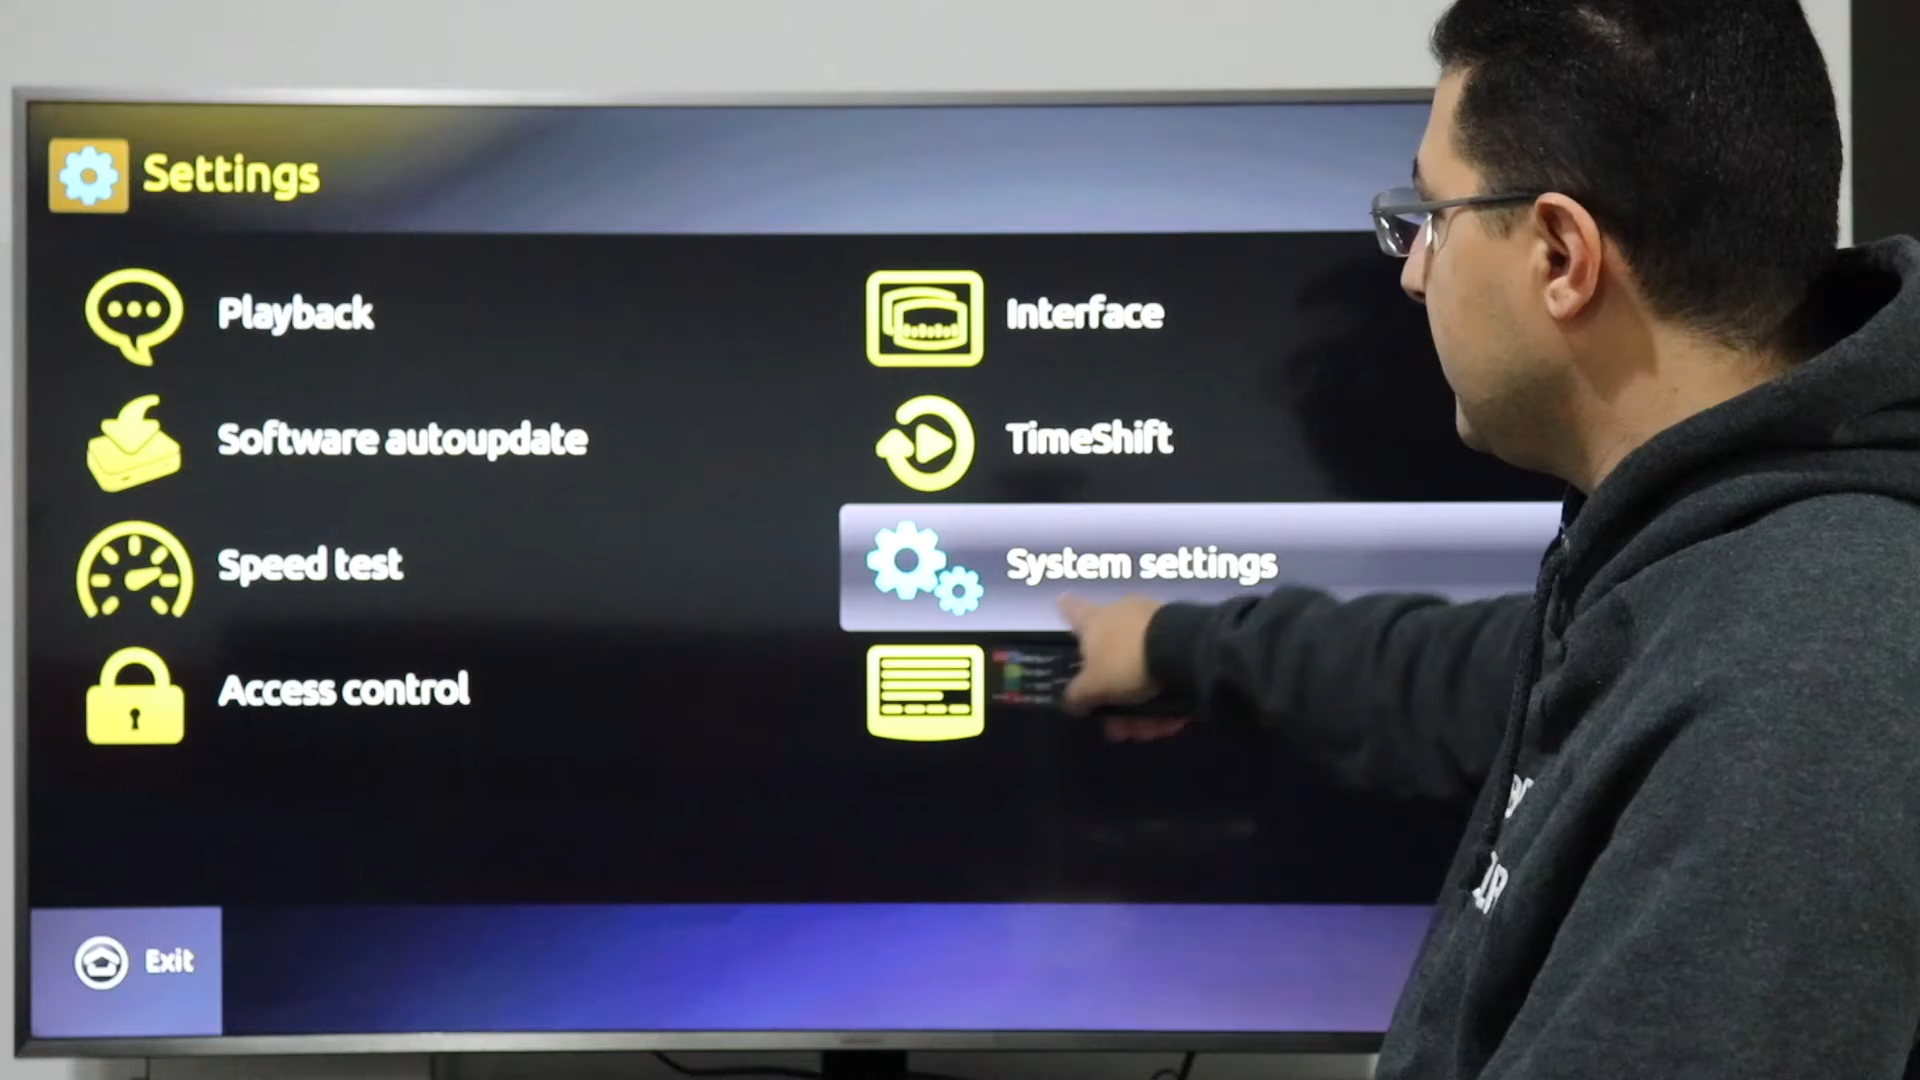 Settings
Playback
Interface
Software autoupdate
TimeShift
Speed test
System settings
Access control
Exit